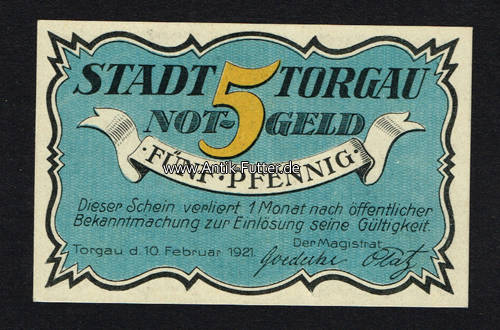 STADT 5 TORGAU
NOT- GELD
· FÜNF · PFENNIG ·
www.Antik-Futter.de
Dieser Schein verliert 1 Monat nach öffentlicher
Bekanntmachung zur Einlösung seine Gültigkeit.
Torgau d. 10. Februar 1921.
Der Magistrat